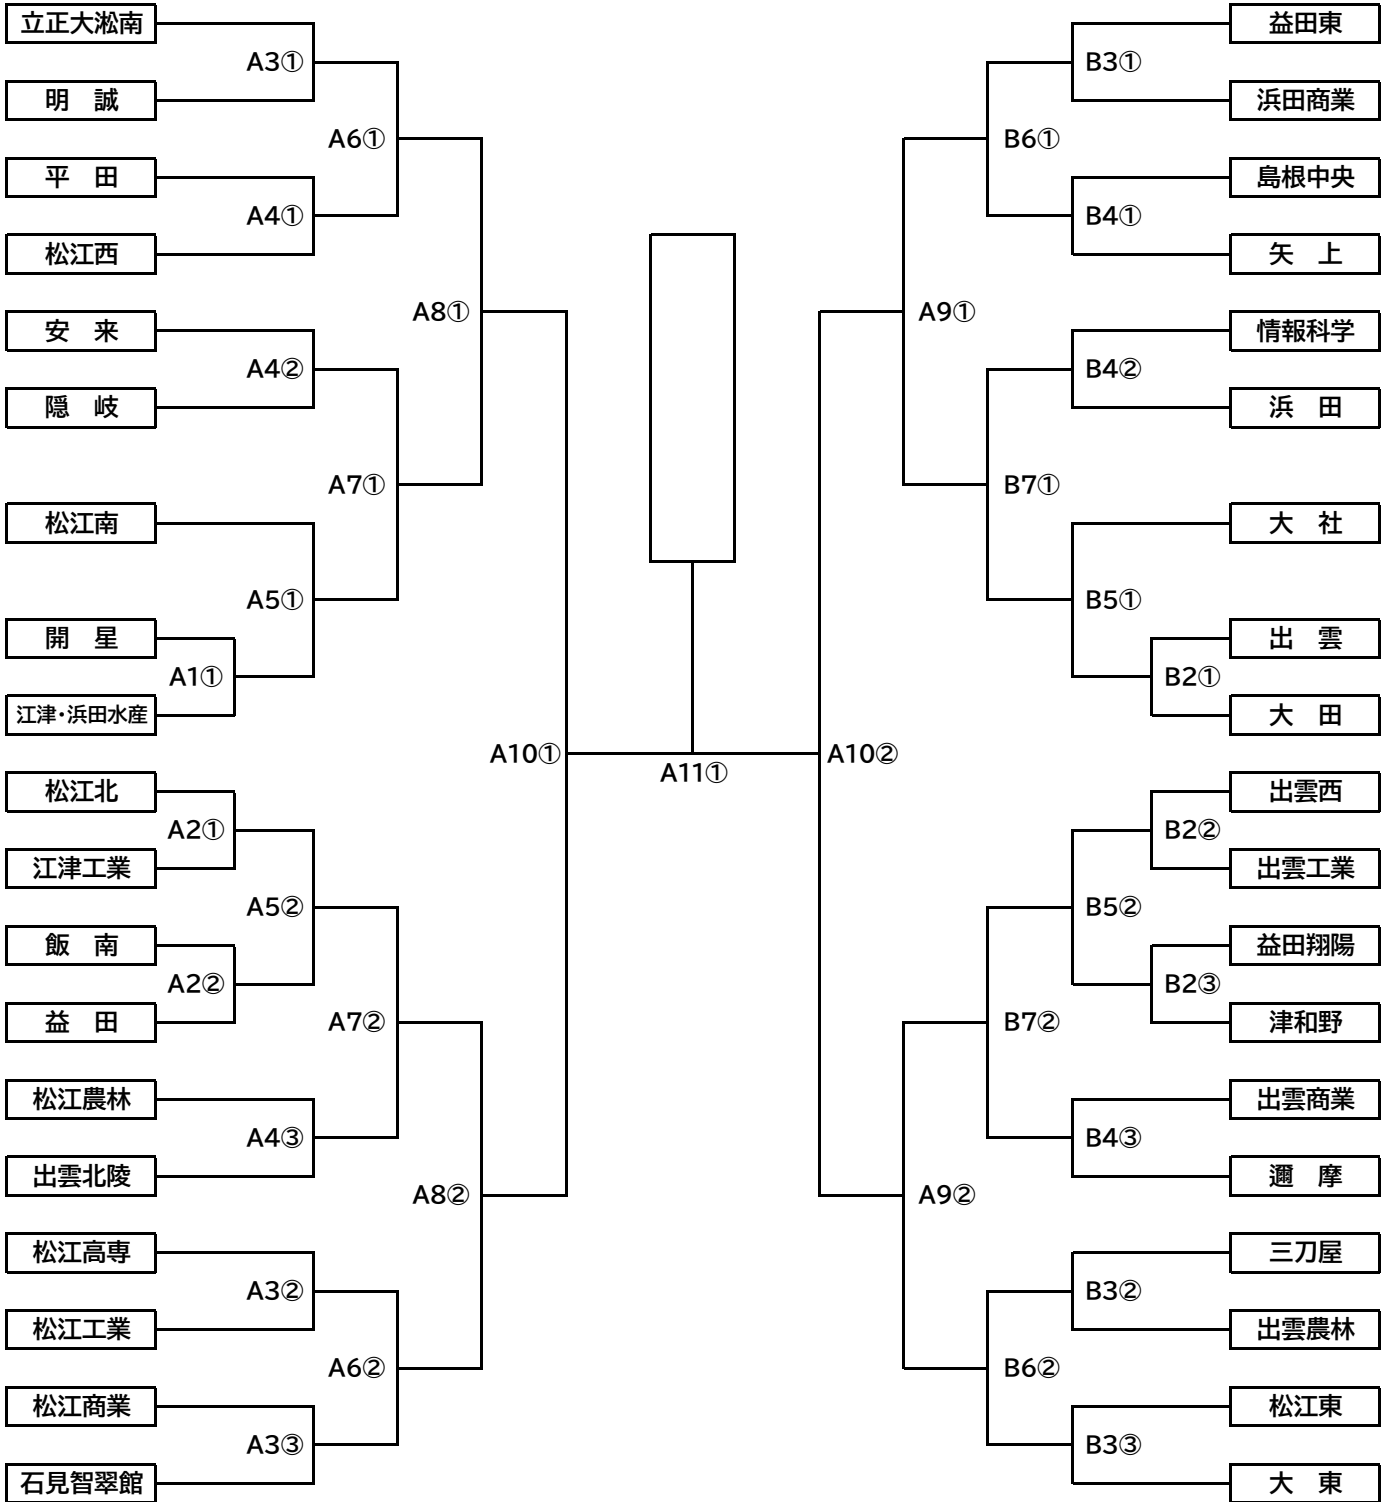 立正大淞南
益田東
A3①
B3①
明　誠
浜田商業
A6①
B6①
平　田
島根中央
A4①
B4①
松江西
矢　上
A8①
A9①
安　来
情報科学
A4②
B4②
隠　岐
浜　田
A7①
B7①
松江南
大　社
A5①
B5①
開　星
出　雲
A1①
B2①
江津・浜田水産
大　田
A10①
A11①
A10②
松江北
出雲西
A2①
B2②
江津工業
出雲工業
A5②
B5②
飯　南
益田翔陽
A2②
B2③
益　田
津和野
A7②
B7②
松江農林
出雲商業
A4③
B4③
出雲北陵
邇　摩
A8②
A9②
松江高専
三刀屋
A3②
B3②
松江工業
出雲農林
A6②
B6②
松江商業
松江東
A3③
B3③
石見智翠館
大　東